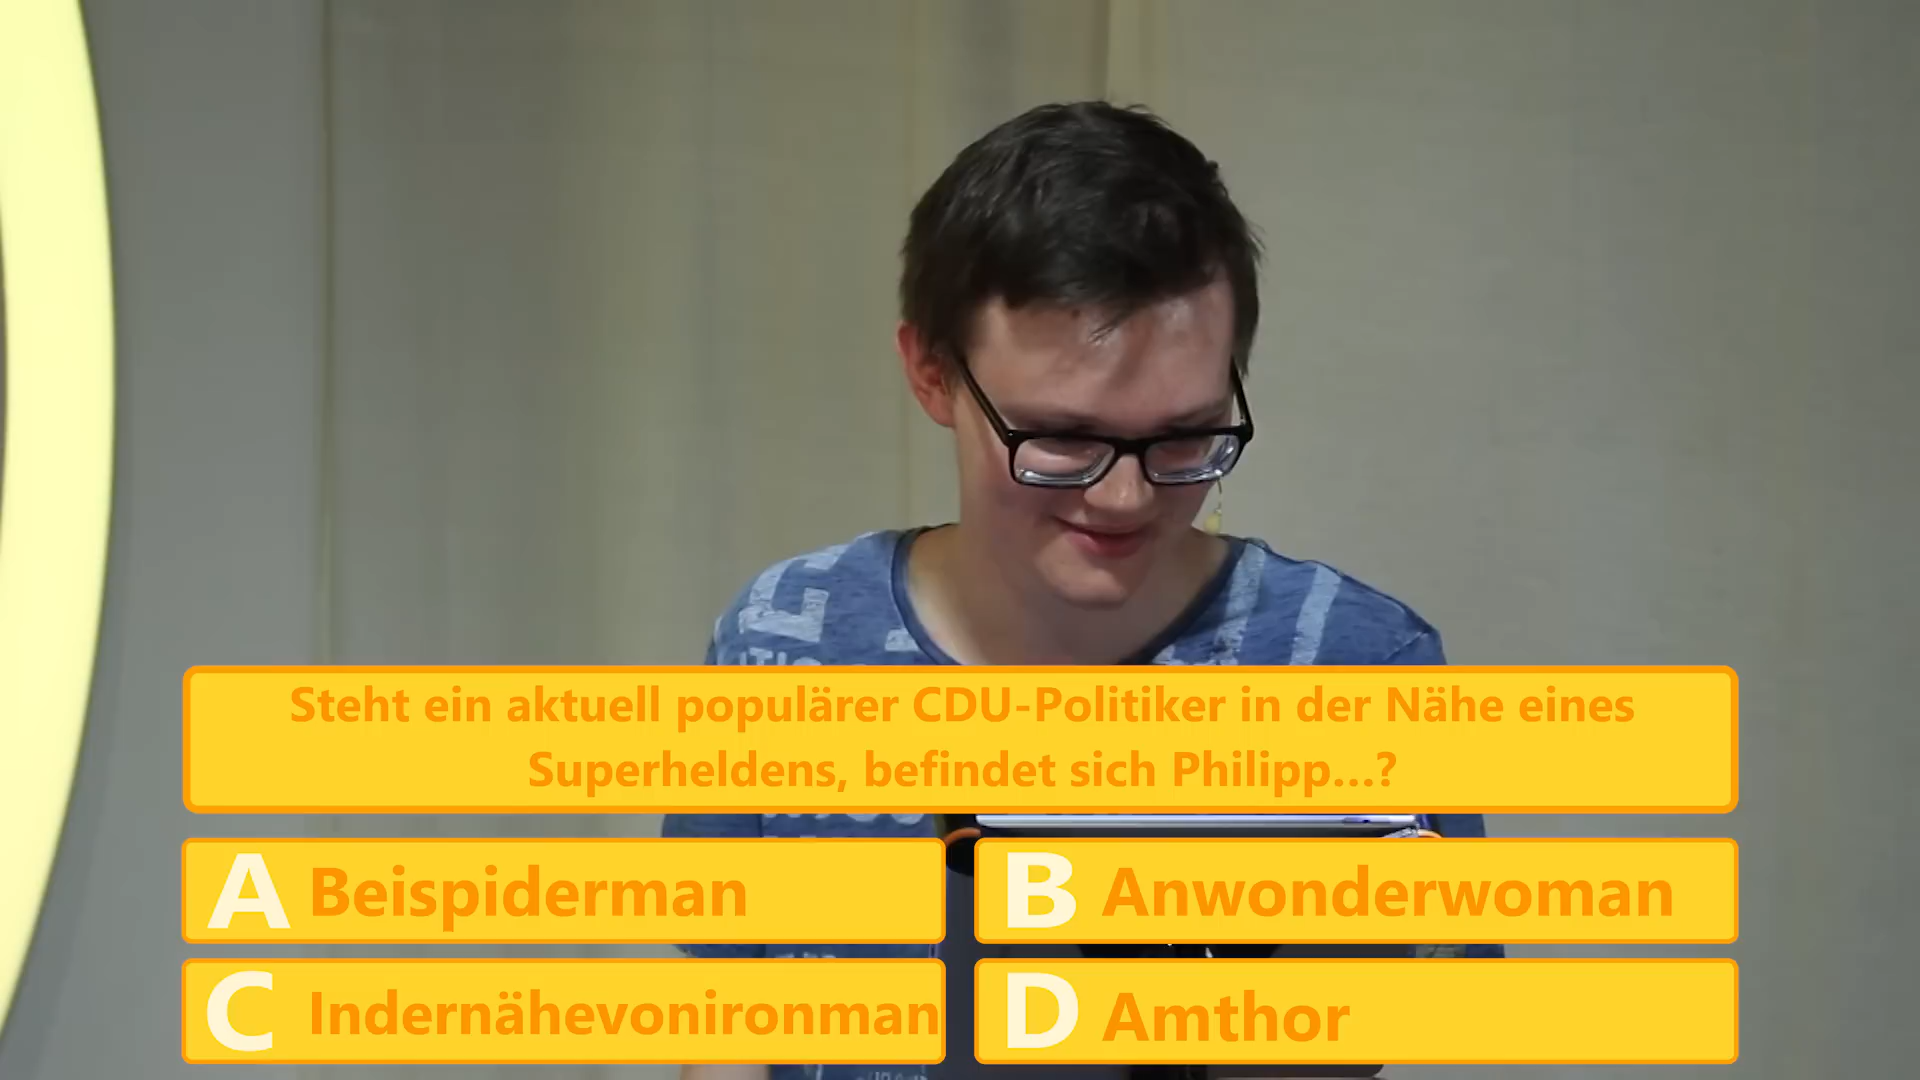 Steht ein aktuell populärer CDU-Politiker in der Nähe eines
Superheldens, befindet sich Philipp...?
A Beispiderman
B Anwonderwoman
C Indernähevonironman
D Amthor